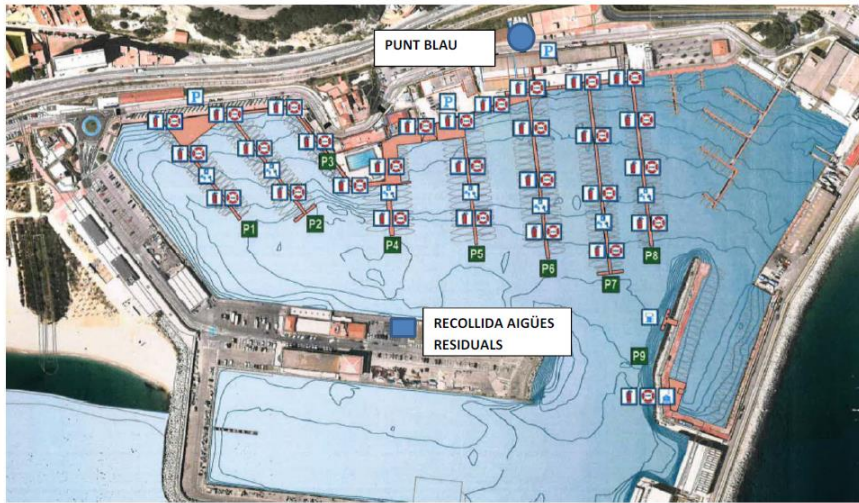 PUNT BLAU
P
P
P
P3
P1
P2
P4
P5
P6
P7
P8
RECOLLIDA AIGÜES
RESIDUALS
P9